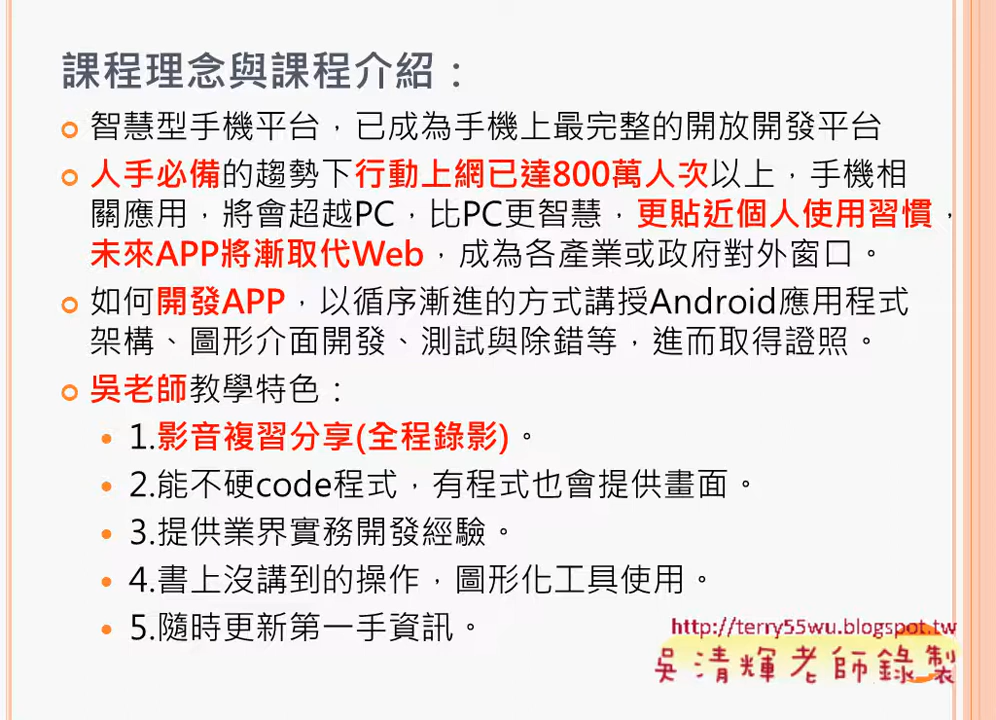 課程理念與課程介紹：
智慧型手機平台，已成為手機上最完整的開放開發平台
人手必備的趨勢下行動上網已達800萬人次以上，手機相
關應用，將會超越PC，比PC更智慧，更貼近個人使用習慣，
未來APP將漸取代Web，成為各產業或政府對外窗口。
如何開發APP，以循序漸進的方式講授Android應用程式
架構、圖形介面開發、測試與除錯等，進而取得證照。
吳老師教學特色：
1.影音複習分享(全程錄影)。
2.能不硬code程式，有程式也會提供畫面。
3.提供業界實務開發經驗。
4.書上沒講到的操作，圖形化工具使用。
5.隨時更新第一手資訊。
http://terry55wu.blogspot.tw
吳清輝老師錄製